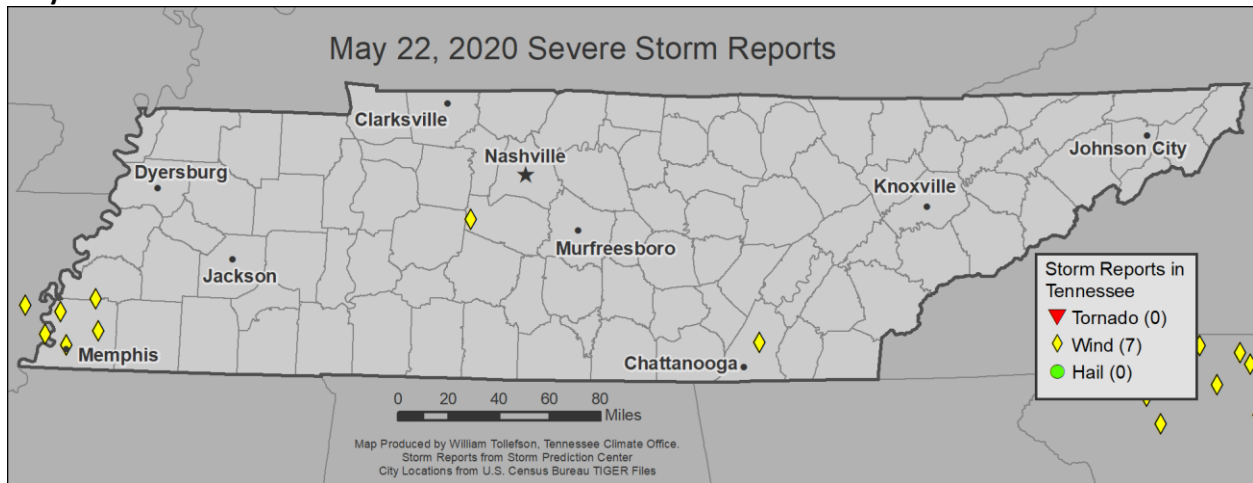 May 22, 2020 Severe Storm Reports
Clarksville
Nashville
Dyersburg
Johnson City
Knoxville
Murfreesboro
Jackson
Memphis
Chattanooga
Storm Reports in
Tennessee
Tornado (0)
Wind (7)
Hail (0)
0 20 40 60 80
Miles
Map Produced by William Tollefson, Tennessee Climate Office.
Storm Reports from Storm Prediction Center
City Locations from U.S. Census Bureau TIGER Files